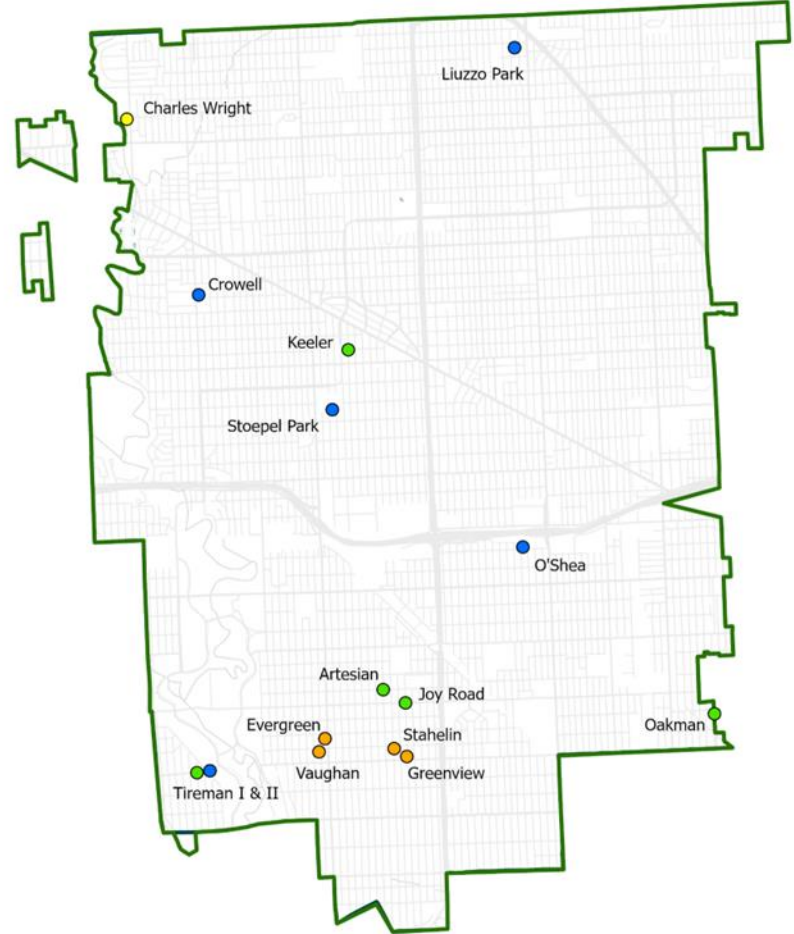 Liuzzo Park
Charles Wright
Crowell
Keeler
Stoepel Park
O'Shea
Artesian
Joy Road
Oakman
Evergreen
Stahelin
Vaughan
Greenview
Tireman I & II